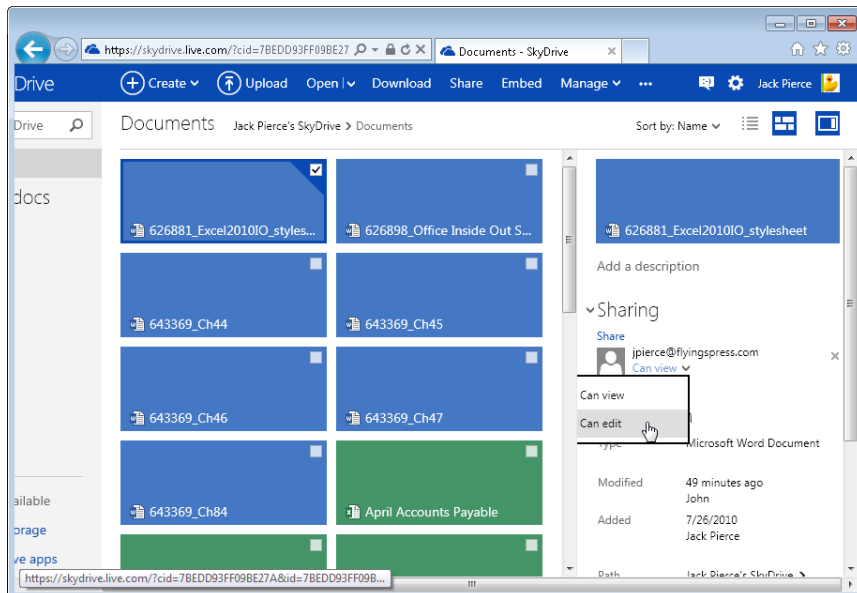 https://skydrive.live.com/?cid=7BEDD93FF09BE27
Documents - SkyDrive
Drive
Create
Upload
Open
Download
Share
Embed
Manage
Jack Pierce
Drive
Documents
Jack Pierce's SkyDrive > Documents
Sort by: Name
docs
626881_Excel2010IO_styles...
626898_Office Inside Out S...
643369_Ch44
643369_Ch45
643369_Ch46
643369_Ch47
643369_Ch84
April Accounts Payable
ailable
orage
ve apps
626881_Excel2010IO_stylesheet
Add a description
Sharing
Share
jpierce@flyingspress.com
Can view
Can view
Can edit
Type
Microsoft Word Document
Modified
49 minutes ago
John
Added
7/26/2010
Jack Pierce
Path
Jack Pierce's SkyDrive >
https://skydrive.live.com/?cid=7BEDD93FF09BE27A&id=7BEDD93FF09B...